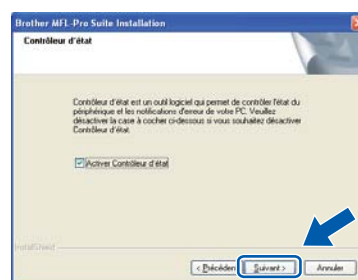 Brother MFL-Pro Suite Installation
Contrôleur d'état
Contrôleur d'état est un outil logiciel qui permet de contrôler l'état du
périphérique et les notifications d'erreur de votre PC. Veuillez
désactiver la case à cocher ci-dessous si vous souhaitez désactiver
Contrôleur d'état.
Activer Contrôleur d'état
InstallShield
< Précéden Suivant > Annuler